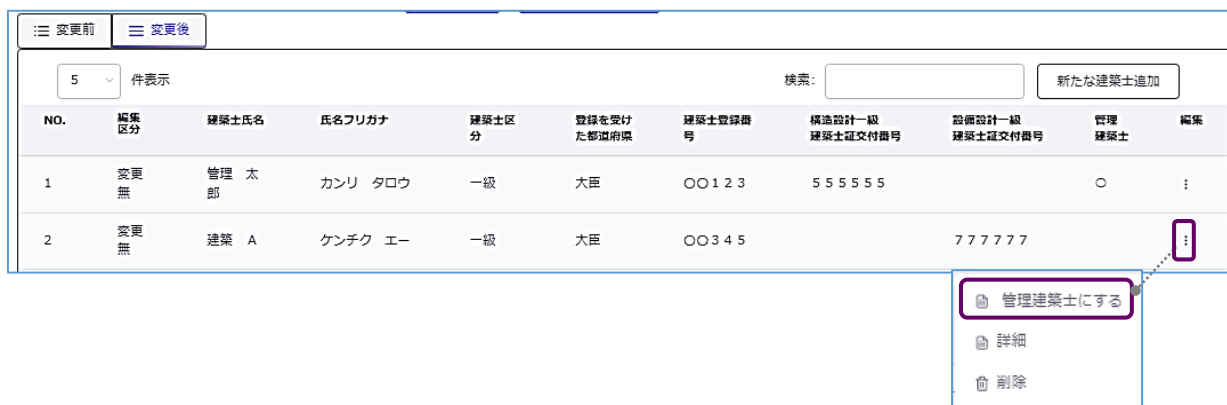 変更前 変更後
5 件表示 検索: 新たな建築士追加
NO. 編集 建築士氏名 氏名フリガナ 建築士区 登録を受け 建築士登録番 構造設計一級 設備設計一級 管理 編集
区分 分 た都道府県 号 建築士証交付番号 建築士証交付番号 建築士
1 変更 管理 太 カンリ タロウ 一級 大臣 〇〇123 555555 〇 ⋮
無 郎
2 変更 建築 A ケンチク エー 一級 大臣 〇〇345 777777 ⋮
無
管理建築士にする
詳細
削除